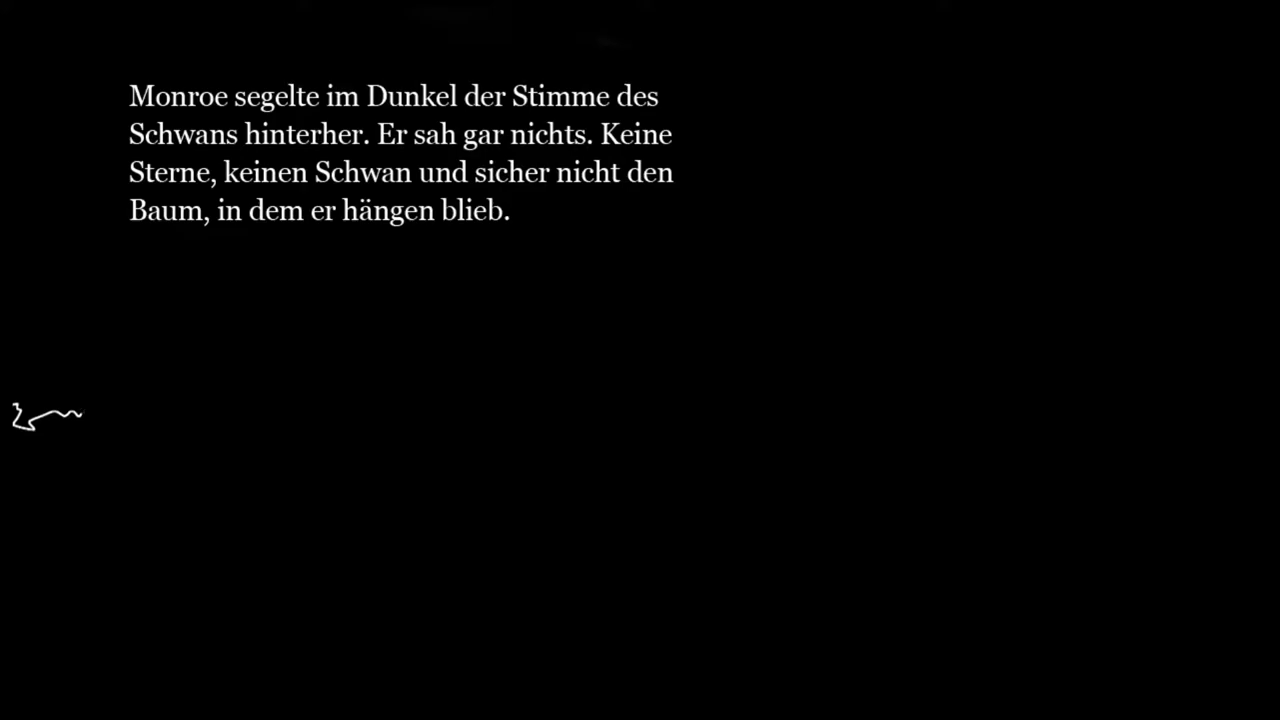 Monroe segelte im Dunkel der Stimme des
Schwans hinterher. Er sah gar nichts. Keine
Sterne, keinen Schwan und sicher nicht den
Baum, in dem er hängen blieb.